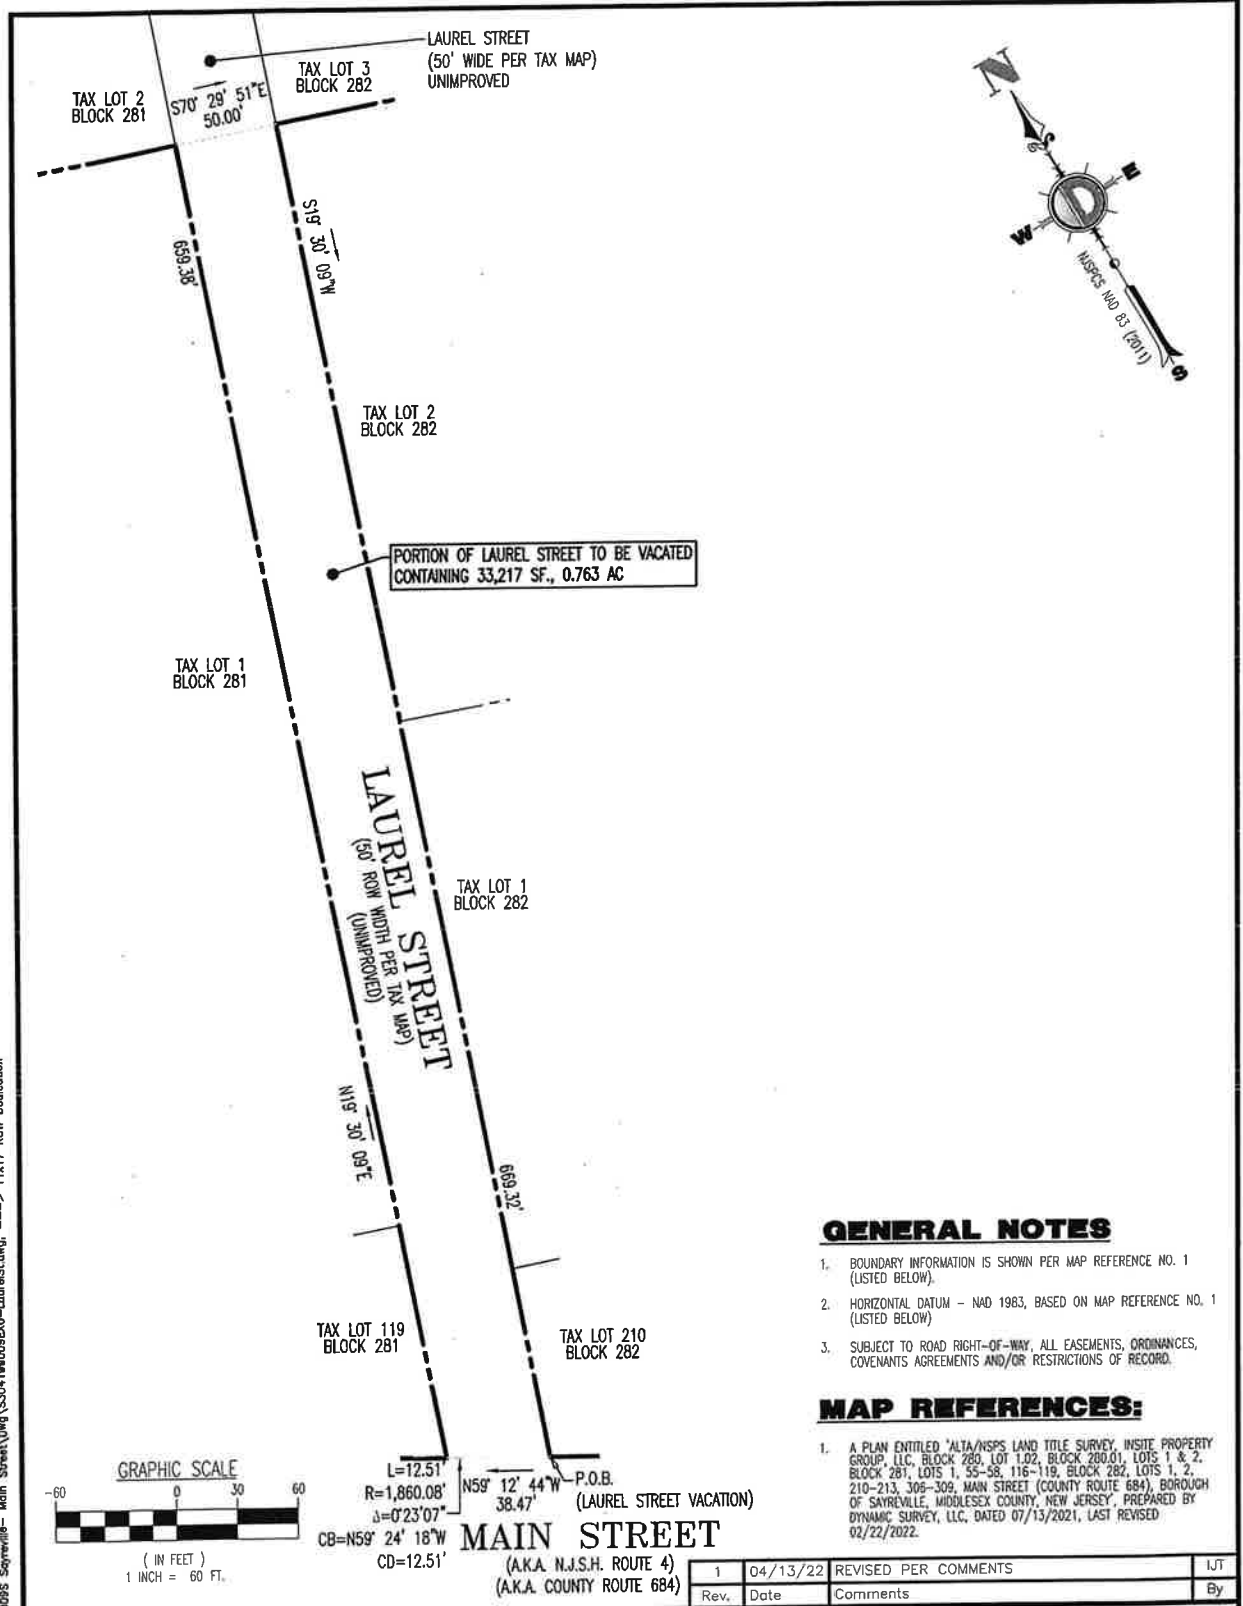 LAUREL STREET
(50' WIDE PER TAX MAP)
UNIMPROVED
TAX LOT 3
BLOCK 282
TAX LOT 2
BLOCK 281
S70° 29' 51"E
50.00'
N
E
W
S
NJSPCS NAD 83 (2011)
S19° 30' 09"W
659.38'
TAX LOT 2
BLOCK 282
PORTION OF LAUREL STREET TO BE VACATED
CONTAINING 33,217 SF., 0.763 AC
TAX LOT 1
BLOCK 281
LAUREL STREET
(50' ROW WIDTH PER TAX MAP)
(UNIMPROVED)
TAX LOT 1
BLOCK 282
N19° 30' 09"E
669.32'
TAX LOT 119
BLOCK 281
TAX LOT 210
BLOCK 282
GENERAL NOTES
1. BOUNDARY INFORMATION IS SHOWN PER MAP REFERENCE NO. 1
(LISTED BELOW).
2. HORIZONTAL DATUM – NAD 1983, BASED ON MAP REFERENCE NO. 1
(LISTED BELOW)
3. SUBJECT TO ROAD RIGHT-OF-WAY, ALL EASEMENTS, ORDINANCES,
COVENANTS AGREEMENTS AND/OR RESTRICTIONS OF RECORD.
MAP REFERENCES:
1. A PLAN ENTITLED "ALTA/NSPS LAND TITLE SURVEY, INSITE PROPERTY
GROUP, LLC, BLOCK 280, LOT 1.02, BLOCK 280.01, LOTS 1 & 2,
BLOCK 281, LOTS 1, 55-58, 116-119, BLOCK 282, LOTS 1, 2,
210-213, 306-309, MAIN STREET (COUNTY ROUTE 684), BOROUGH
OF SAYREVILLE, MIDDLESEX COUNTY, NEW JERSEY", PREPARED BY
DYNAMIC SURVEY, LLC, DATED 07/13/2021, LAST REVISED
02/22/2022.
L=12.51'
R=1,860.08'
Δ=0°23'07"
CB=N59° 24' 18"W
CD=12.51'
N59° 12' 44"W
38.47'
P.O.B.
(LAUREL STREET VACATION)
MAIN STREET
(A.K.A. N.J.S.H. ROUTE 4)
(A.K.A. COUNTY ROUTE 684)
GRAPHIC SCALE
-60 0 30 60
( IN FEET )
1 INCH = 60 FT.
1 04/13/22 REVISED PER COMMENTS IJT
Rev. Date Comments By